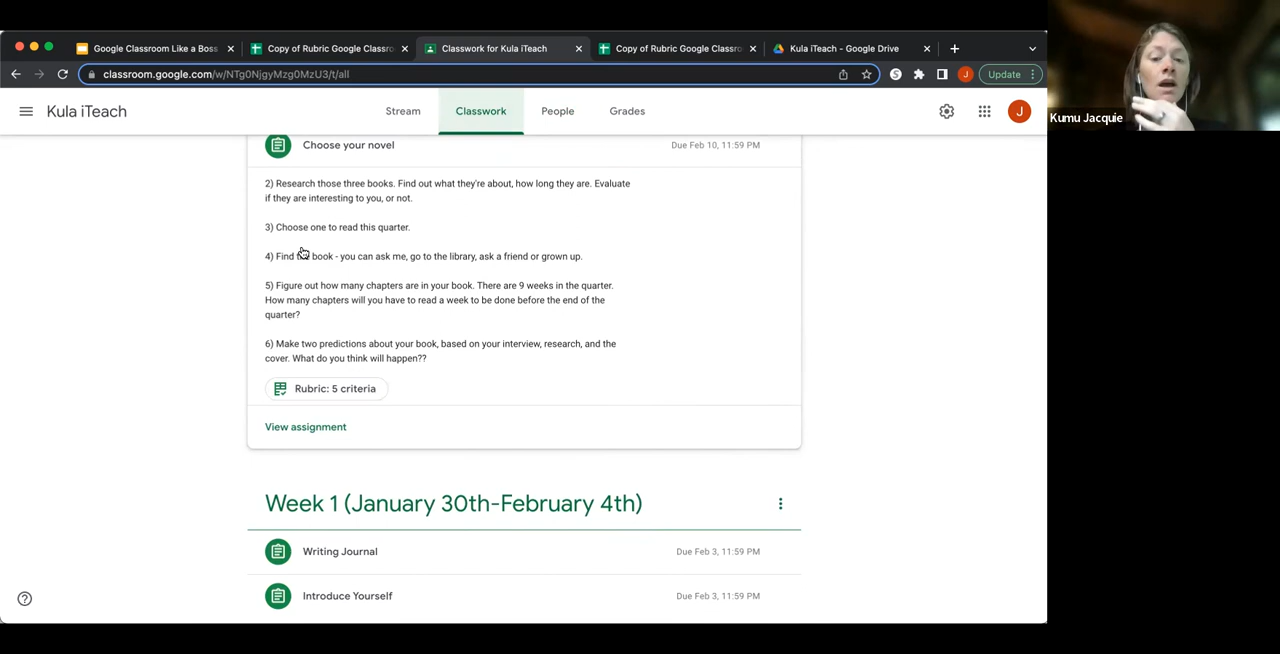 Google Classroom Like a Boss
Copy of Rubric Google Classro
Classwork for Kula iTeach
Copy of Rubric Google Classro
Kula iTeach - Google Drive
classroom.google.com/w/NTg0NjgyMzg0MzU3/t/all
J
Update
Kula iTeach
Stream
Classwork
People
Grades
J
Kumu Jacquie
Choose your novel
Due Feb 10, 11:59 PM
2) Research those three books. Find out what they're about, how long they are. Evaluate
if they are interesting to you, or not.
3) Choose one to read this quarter.
4) Find the book - you can ask me, go to the library, ask a friend or grown up.
5) Figure out how many chapters are in your book. There are 9 weeks in the quarter.
How many chapters will you have to read a week to be done before the end of the
quarter?
6) Make two predictions about your book, based on your interview, research, and the
cover. What do you think will happen??
Rubric: 5 criteria
View assignment
Week 1 (January 30th-February 4th)
Writing Journal
Due Feb 3, 11:59 PM
Introduce Yourself
Due Feb 3, 11:59 PM